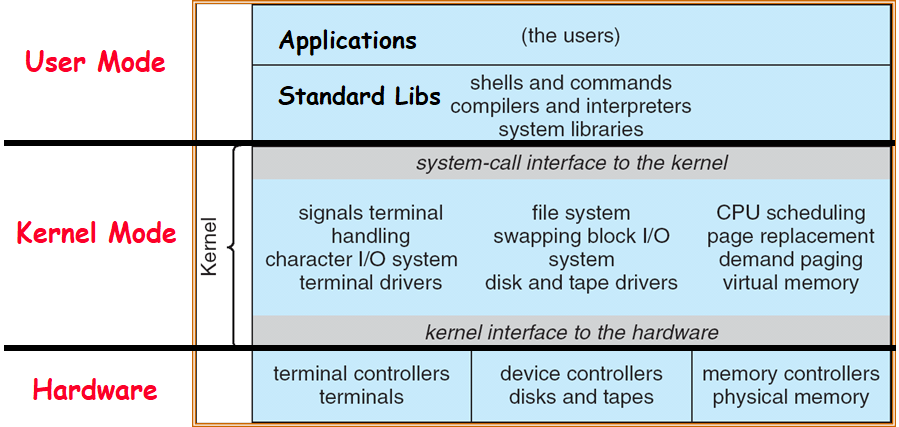 User Mode
Applications
(the users)
Standard Libs
shells and commands
compilers and interpreters
system libraries
Kernel Mode
Kernel
system-call interface to the kernel
signals terminal
handling
character I/O system
terminal drivers
file system
swapping block I/O
system
disk and tape drivers
CPU scheduling
page replacement
demand paging
virtual memory
kernel interface to the hardware
Hardware
terminal controllers
terminals
device controllers
disks and tapes
memory controllers
physical memory